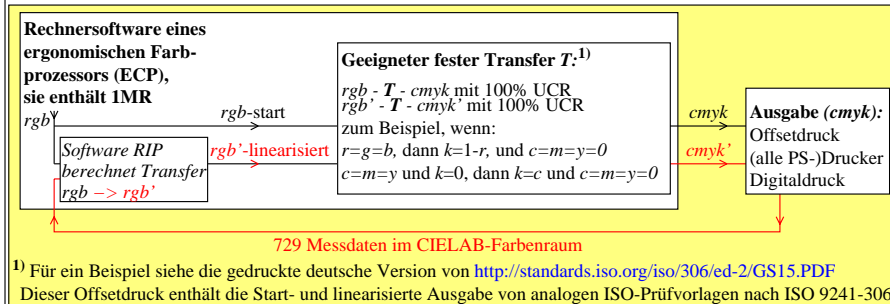 Rechnersoftware eines
ergonomischen Farb-
prozessors (ECP),
sie enthält 1MR
rgb
rgb-start
Software RIP
berechnet Transfer
rgb −> rgb'
rgb'-linearisiert
Geeigneter fester Transfer T:1)
rgb - T - cmyk mit 100% UCR
rgb' - T - cmyk' mit 100% UCR
zum Beispiel, wenn:
r=g=b, dann k=1-r, und c=m=y=0
c=m=y und k=0, dann k=c und c=m=y=0
cmyk
cmyk'
Ausgabe (cmyk):
Offsetdruck
(alle PS-)Drucker
Digitaldruck
729 Messdaten im CIELAB-Farbenraum
1) Für ein Beispiel siehe die gedruckte deutsche Version von http://standards.iso.org/iso/306/ed-2/GS15.PDF
Dieser Offsetdruck enthält die Start- und linearisierte Ausgabe von analogen ISO-Prüfvorlagen nach ISO 9241-306